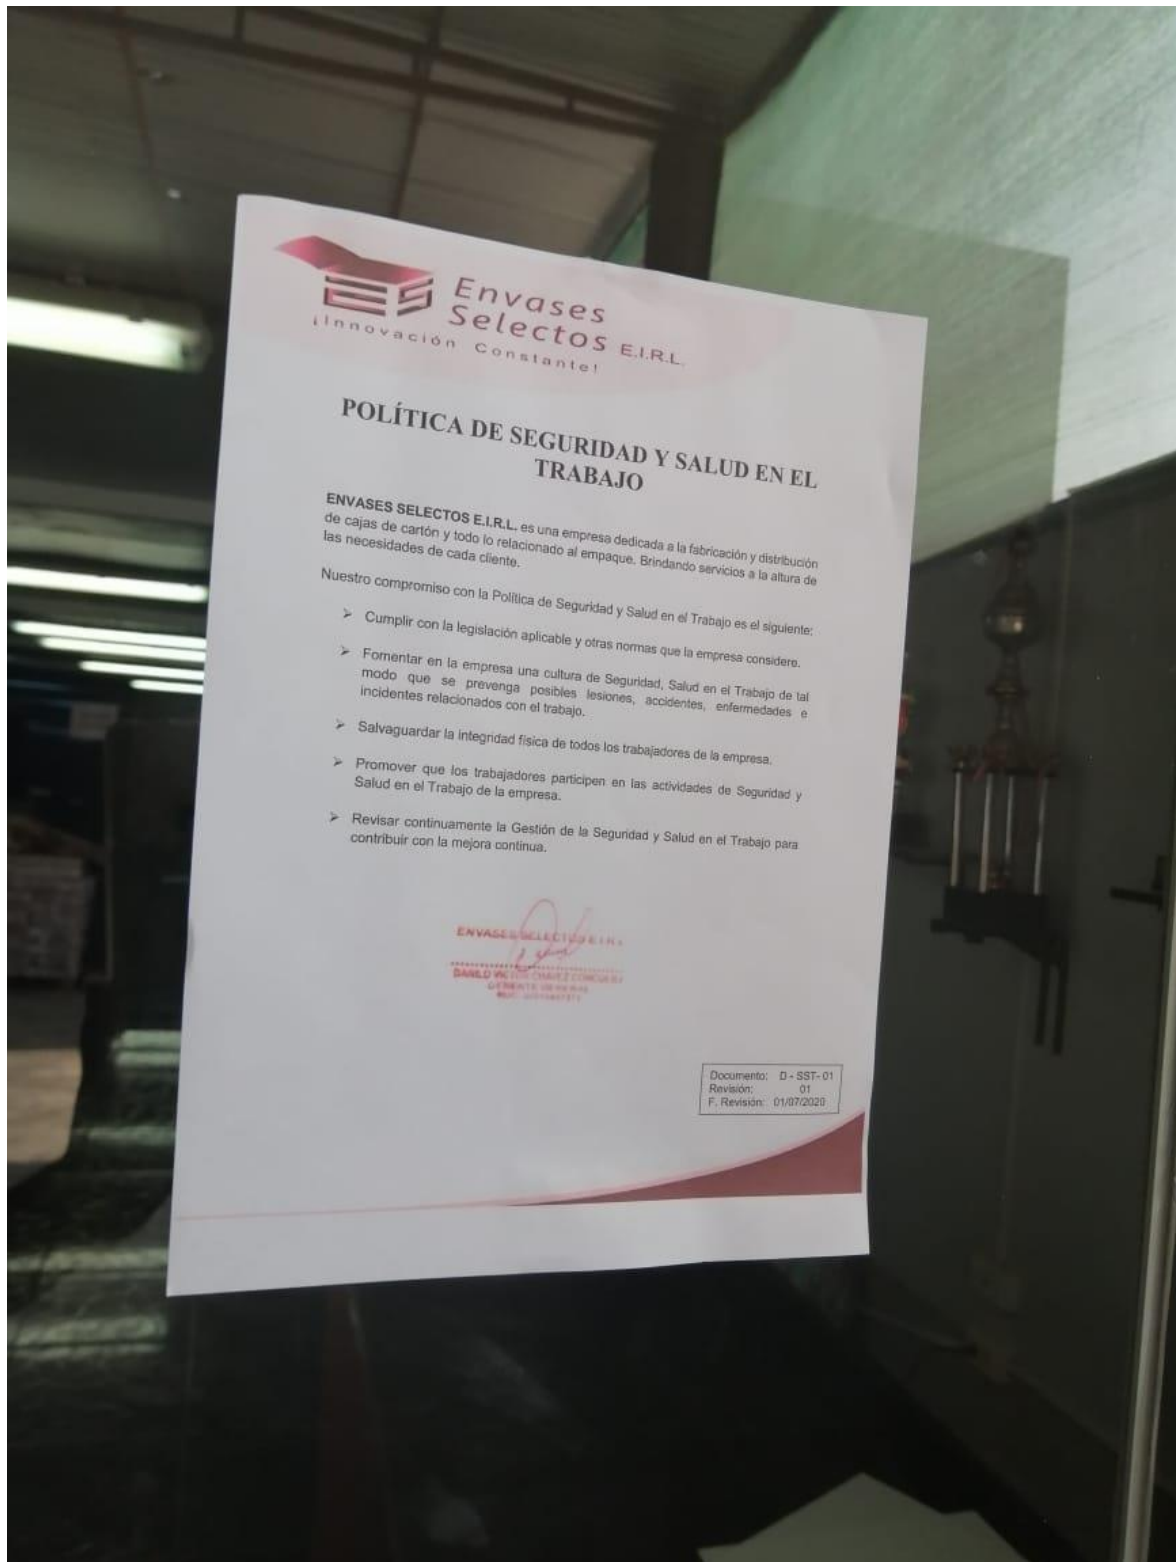 Envases
Selectos E.I.R.L.
¡Innovación Constante!
POLÍTICA DE SEGURIDAD Y SALUD EN EL
TRABAJO
ENVASES SELECTOS E.I.R.L. es una empresa dedicada a la fabricación y distribución
de cajas de cartón y todo lo relacionado al empaque. Brindando servicios a la altura de
las necesidades de cada cliente.
Nuestro compromiso con la Política de Seguridad y Salud en el Trabajo es el siguiente:
➢ Cumplir con la legislación aplicable y otras normas que la empresa considere.
➢ Fomentar en la empresa una cultura de Seguridad, Salud en el Trabajo de tal
modo que se prevenga posibles lesiones, accidentes, enfermedades e
incidentes relacionados con el trabajo.
➢ Salvaguardar la integridad física de todos los trabajadores de la empresa.
➢ Promover que los trabajadores participen en las actividades de Seguridad y
Salud en el Trabajo de la empresa.
➢ Revisar continuamente la Gestión de la Seguridad y Salud en el Trabajo para
contribuir con la mejora continua.
ENVASES SELECTOS E.I.R.L.
DANILO VICTOR CHAVEZ
GERENTE GENERAL
Documento: D - SST- 01
Revisión: 01
F. Revisión: 01/07/2020